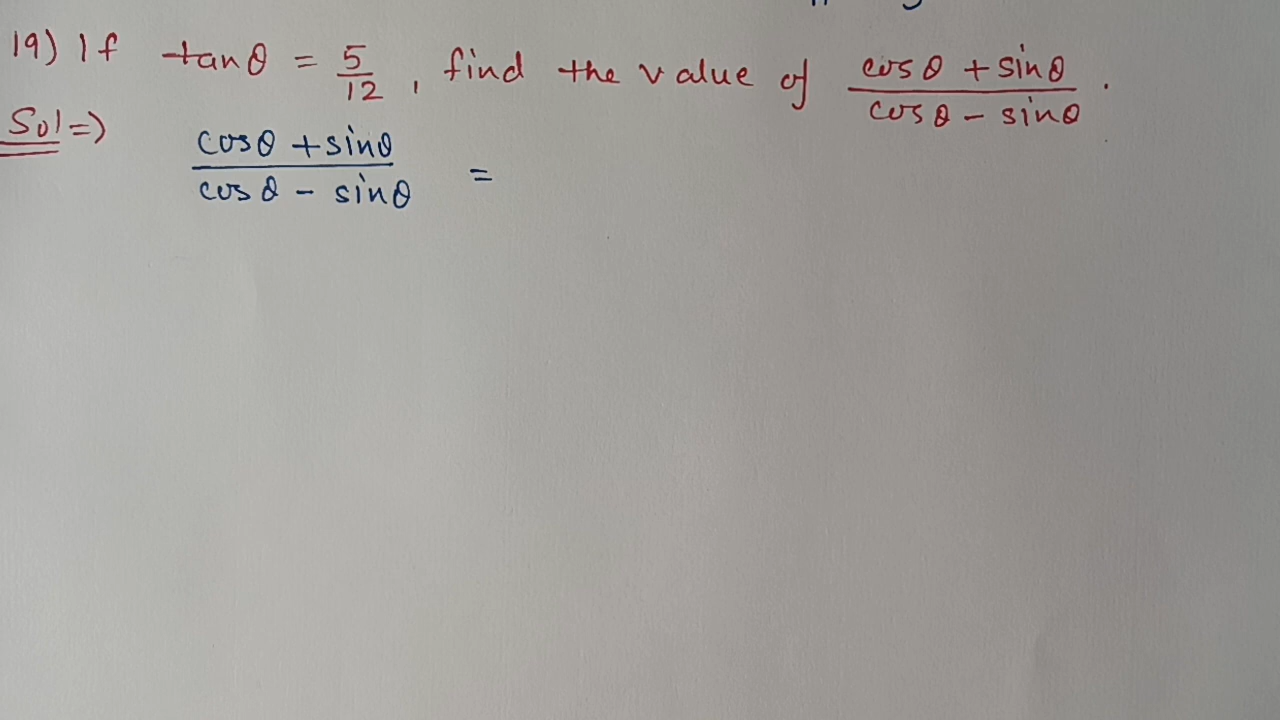 19) If tanθ = 5/12, find the value of (cosθ + sinθ)/(cosθ - sinθ).
Sol=> (cosθ + sinθ)/(cosθ - sinθ) =